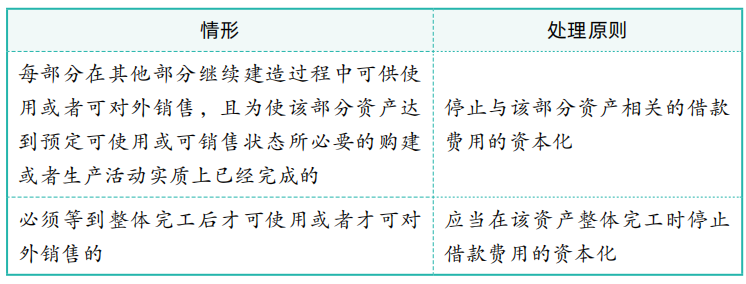 情形
处理原则
每部分在其他部分继续建造过程中可供使
用或者可对外销售，且为使该部分资产达
到预定可使用或可销售状态所必要的购建
或者生产活动实质上已经完成的
停止与该部分资产相关的借款
费用的资本化
必须等到整体完工后才可使用或者才可对
外销售的
应当在该资产整体完工时停止
借款费用的资本化